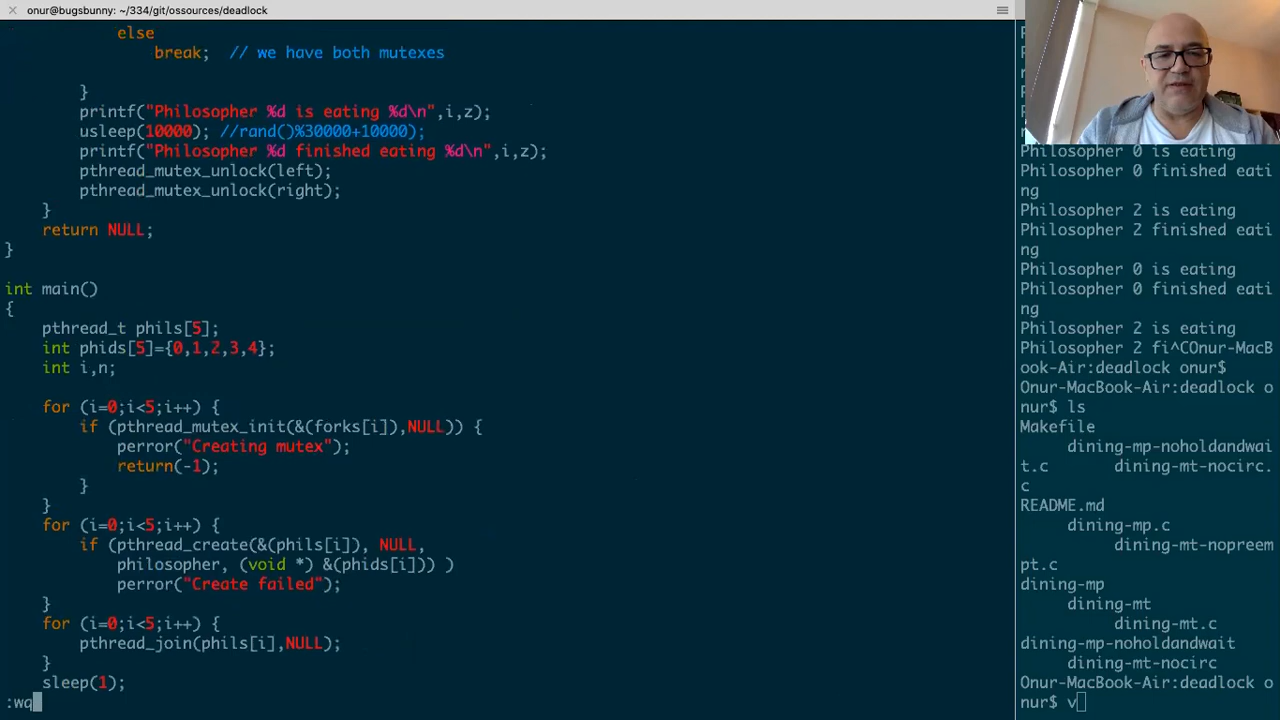 onur@bugsbunny: ~/334/git/ossources/deadlock
else
break;  // we have both mutexes
}
printf("Philosopher %d is eating %d\n",i,z);
usleep(10000); //rand()%30000+10000);
printf("Philosopher %d finished eating %d\n",i,z);
pthread_mutex_unlock(left);
pthread_mutex_unlock(right);
}
return NULL;
}
int main()
{
pthread_t phils[5];
int phids[5]={0,1,2,3,4};
int i,n;
for (i=0;i<5;i++) {
if (pthread_mutex_init(&(forks[i]),NULL)) {
perror("Creating mutex");
return(-1);
}
}
for (i=0;i<5;i++) {
if (pthread_create(&(phils[i]), NULL,
philosopher, (void *) &(phids[i])) )
perror("Create failed");
}
for (i=0;i<5;i++) {
pthread_join(phils[i],NULL);
}
sleep(1);
:wq
Philosopher 0 is eating
Philosopher 0 finished eati
ng
Philosopher 2 is eating
Philosopher 2 finished eati
ng
Philosopher 0 is eating
Philosopher 0 finished eati
ng
Philosopher 2 is eating
Philosopher 2 fi^COnur-MacB
ook-Air:deadlock onur$
Onur-MacBook-Air:deadlock o
nur$ ls
Makefile
dining-mp-noholdandwai
t.c       dining-mt-nocirc.
c
README.md
dining-mp.c
dining-mt-nopreem
pt.c
dining-mp
dining-mt
dining-mt.c
dining-mp-noholdandwait
dining-mt-nocirc
Onur-MacBook-Air:deadlock o
nur$ v